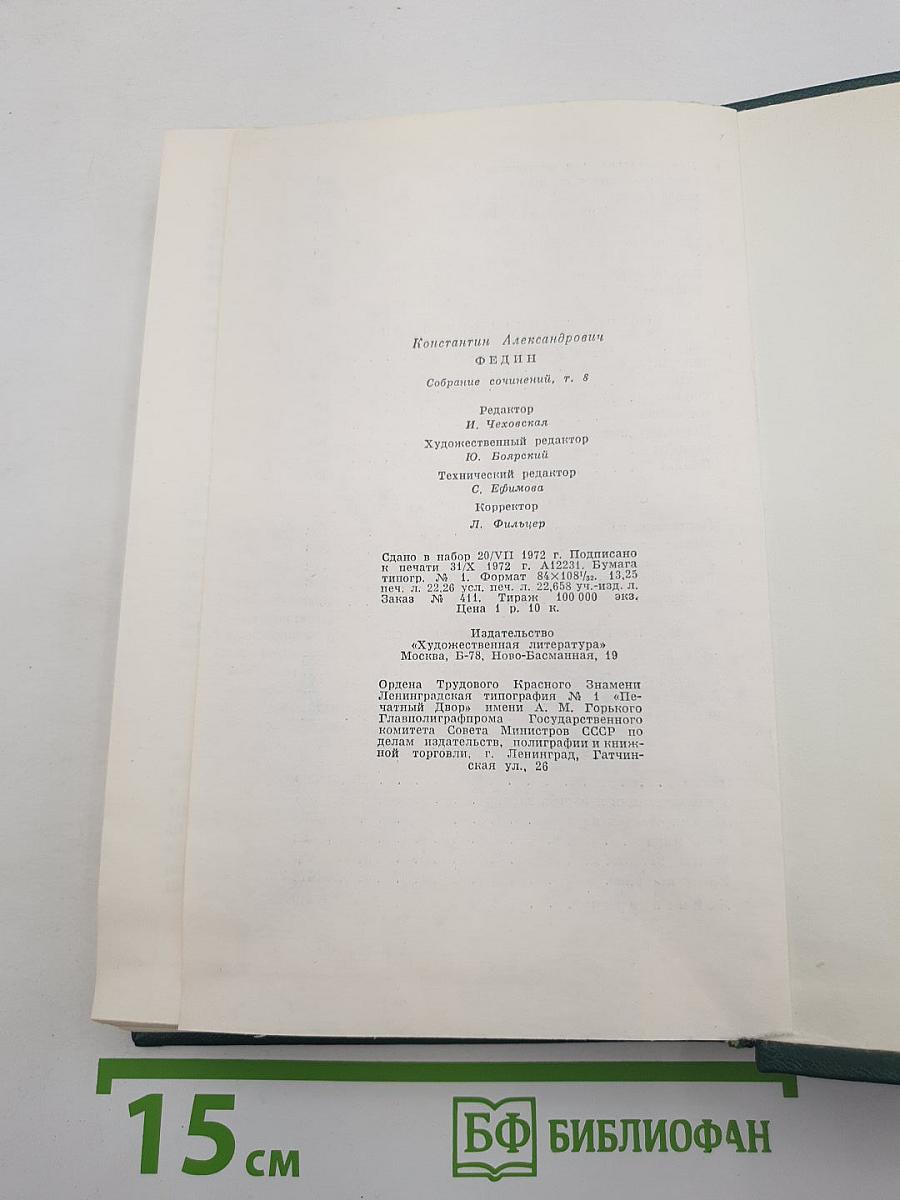 Константин Александрович
ФЕДИН
Собрание сочинений, т. 8
Редактор
И. Чеховская
Художественный редактор
Ю. Боярский
Технический редактор
С. Ефимова
Корректор
Л. Фильцер
Сдано в набор 20/VII 1972 г. Подписано
к печати 31/X 1972 г. А12231. Бумага
типогр. № 1. Формат 84×108¹/₃₂. 13,25
печ. л. 22,26 усл. печ. л. 22,658 уч.-изд. л.
Заказ № 411. Тираж 100 000 экз.
Цена 1 р. 10 к.
Издательство
«Художественная литература»
Москва, Б-78, Ново-Басманная, 19
Ордена Трудового Красного Знамени
Ленинградская типография № 1 «Пе-
чатный Двор» имени А. М. Горького
Главполиграфпрома Государственного
комитета Совета Министров СССР по
делам издательств, полиграфии и книж-
ной торговли, г. Ленинград, Гатчин-
ская ул., 26
15 см
БФ БИБЛИОФАН